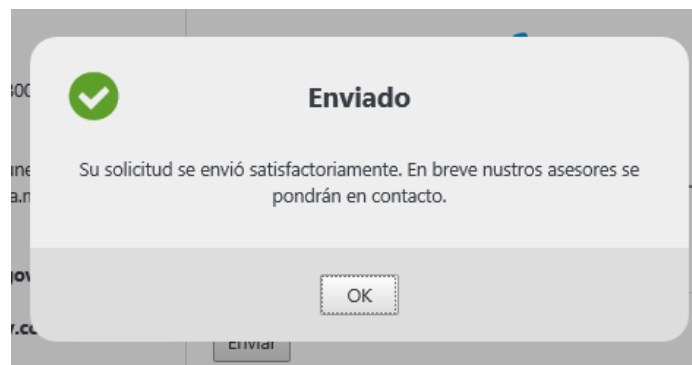 Enviado
Su solicitud se envió satisfactoriamente. En breve nustros asesores se
pondrán en contacto.
OK
Enviar